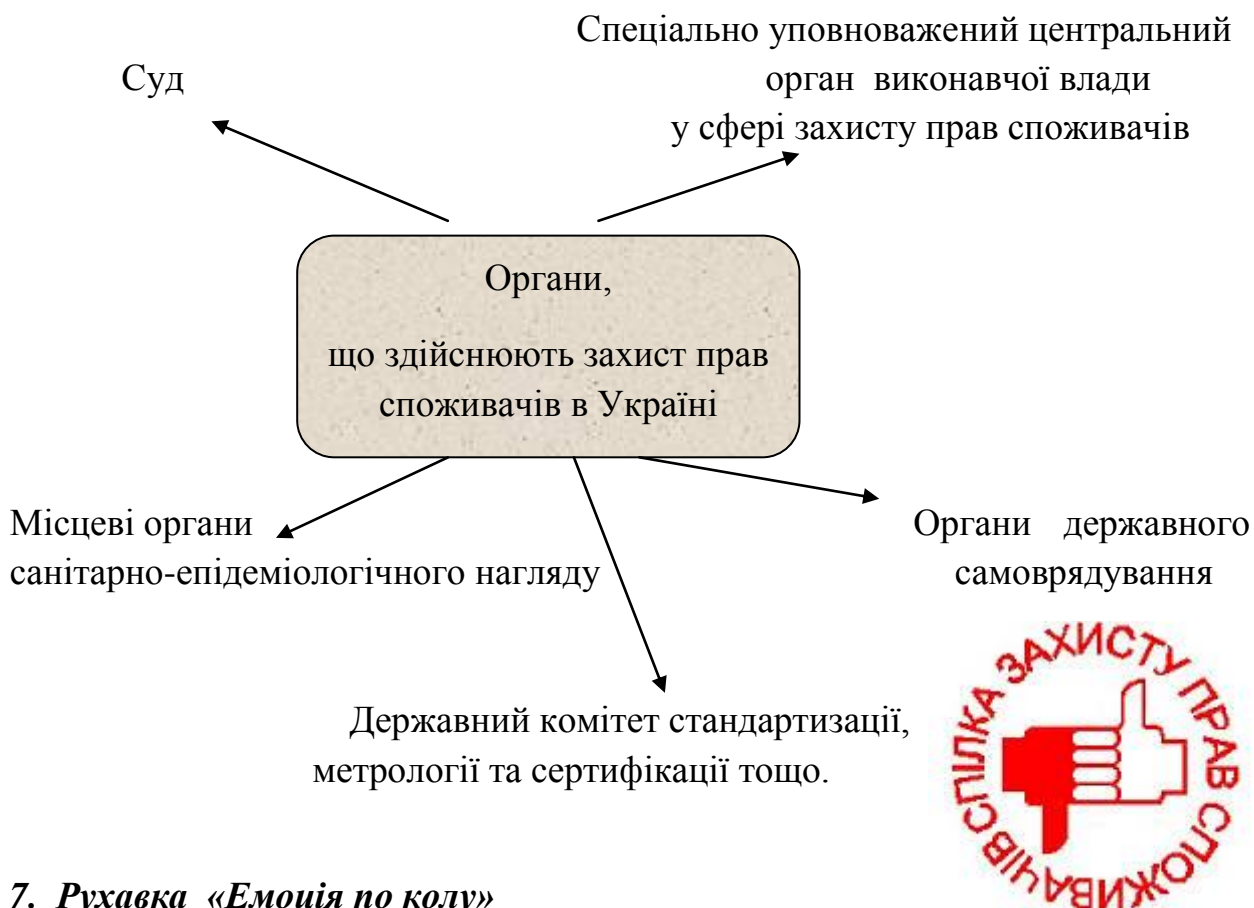 Суд
Спеціально уповноважений центральний
орган виконавчої влади
у сфері захисту прав споживачів
Органи,
що здійснюють захист прав
споживачів в Україні
Місцеві органи
санітарно-епідеміологічного нагляду
Органи державного
самоврядування
Державний комітет стандартизації,
метрології та сертифікації тощо.
СПІЛКА ЗАХИСТУ ПРАВ СПОЖИВАЧІВ
7. Рухавка «Емоція по колу»